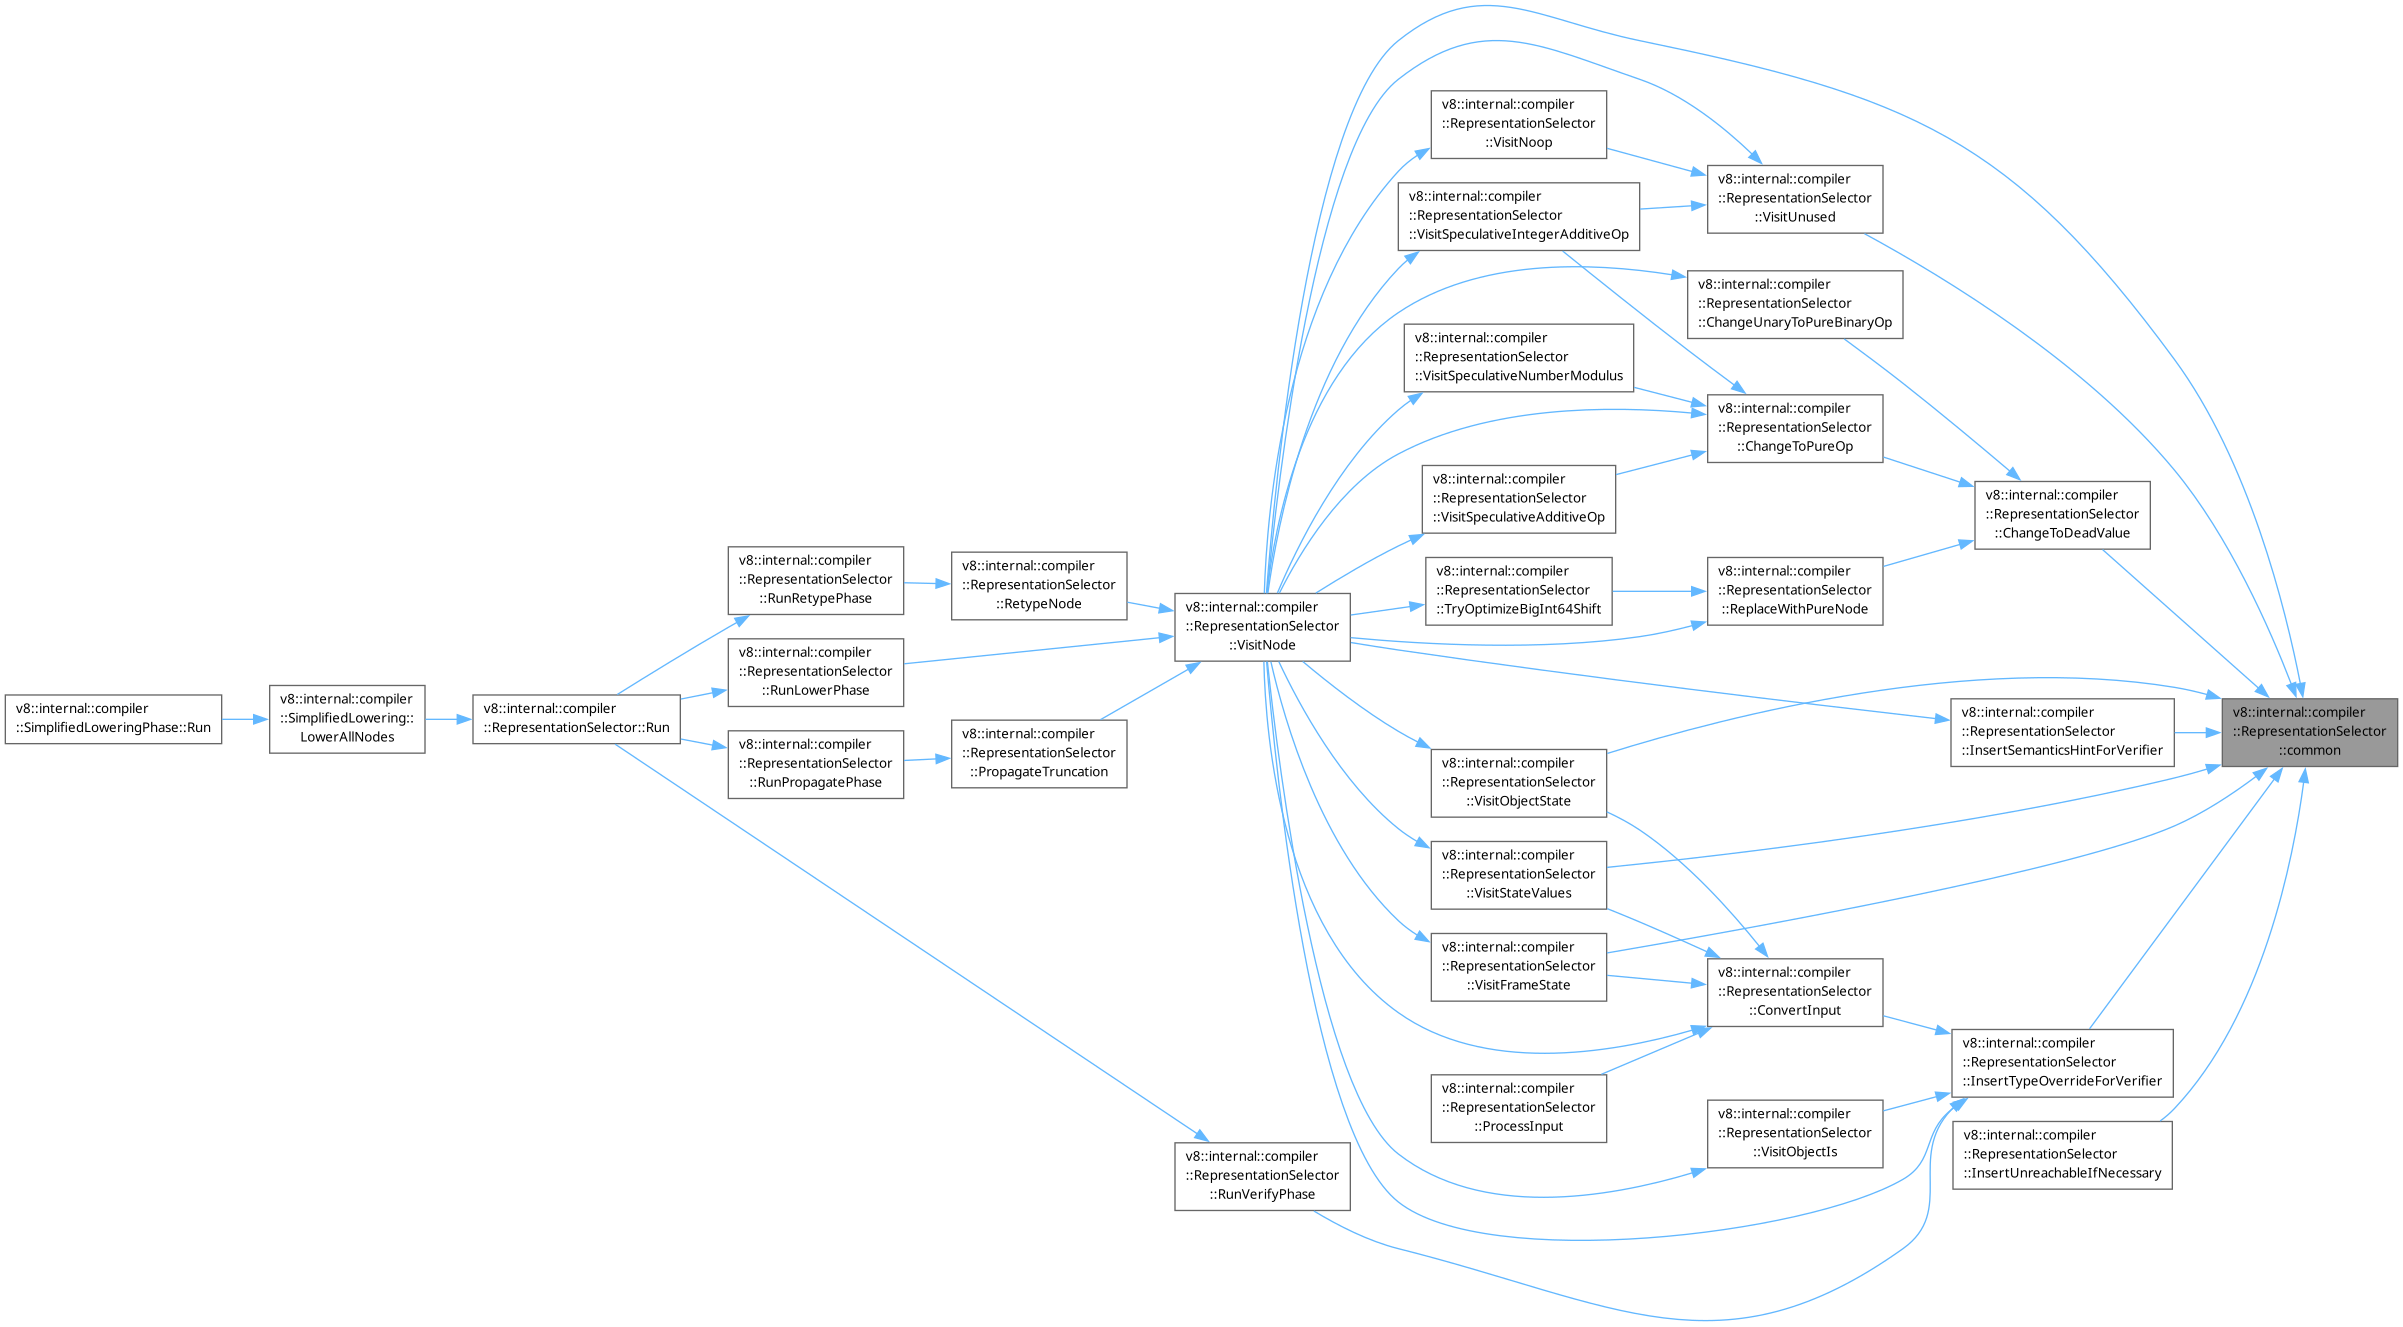 v8::internal::compiler
::SimplifiedLoweringPhase::Run
v8::internal::compiler
::SimplifiedLowering::
LowerAllNodes
v8::internal::compiler
::RepresentationSelector::Run
v8::internal::compiler
::RepresentationSelector
::RunRetypePhase
v8::internal::compiler
::RepresentationSelector
::RunLowerPhase
v8::internal::compiler
::RepresentationSelector
::RunPropagatePhase
v8::internal::compiler
::RepresentationSelector
::RetypeNode
v8::internal::compiler
::RepresentationSelector
::PropagateTruncation
v8::internal::compiler
::RepresentationSelector
::VisitNode
v8::internal::compiler
::RepresentationSelector
::RunVerifyPhase
v8::internal::compiler
::RepresentationSelector
::VisitNoop
v8::internal::compiler
::RepresentationSelector
::VisitSpeculativeIntegerAdditiveOp
v8::internal::compiler
::RepresentationSelector
::VisitSpeculativeNumberModulus
v8::internal::compiler
::RepresentationSelector
::VisitSpeculativeAdditiveOp
v8::internal::compiler
::RepresentationSelector
::TryOptimizeBigInt64Shift
v8::internal::compiler
::RepresentationSelector
::VisitObjectState
v8::internal::compiler
::RepresentationSelector
::VisitStateValues
v8::internal::compiler
::RepresentationSelector
::VisitFrameState
v8::internal::compiler
::RepresentationSelector
::ProcessInput
v8::internal::compiler
::RepresentationSelector
::VisitUnused
v8::internal::compiler
::RepresentationSelector
::ChangeUnaryToPureBinaryOp
v8::internal::compiler
::RepresentationSelector
::ChangeToPureOp
v8::internal::compiler
::RepresentationSelector
::ReplaceWithPureNode
v8::internal::compiler
::RepresentationSelector
::ConvertInput
v8::internal::compiler
::RepresentationSelector
::VisitObjectIs
v8::internal::compiler
::RepresentationSelector
::ChangeToDeadValue
v8::internal::compiler
::RepresentationSelector
::InsertSemanticsHintForVerifier
v8::internal::compiler
::RepresentationSelector
::InsertTypeOverrideForVerifier
v8::internal::compiler
::RepresentationSelector
::InsertUnreachableIfNecessary
v8::internal::compiler
::RepresentationSelector
::common